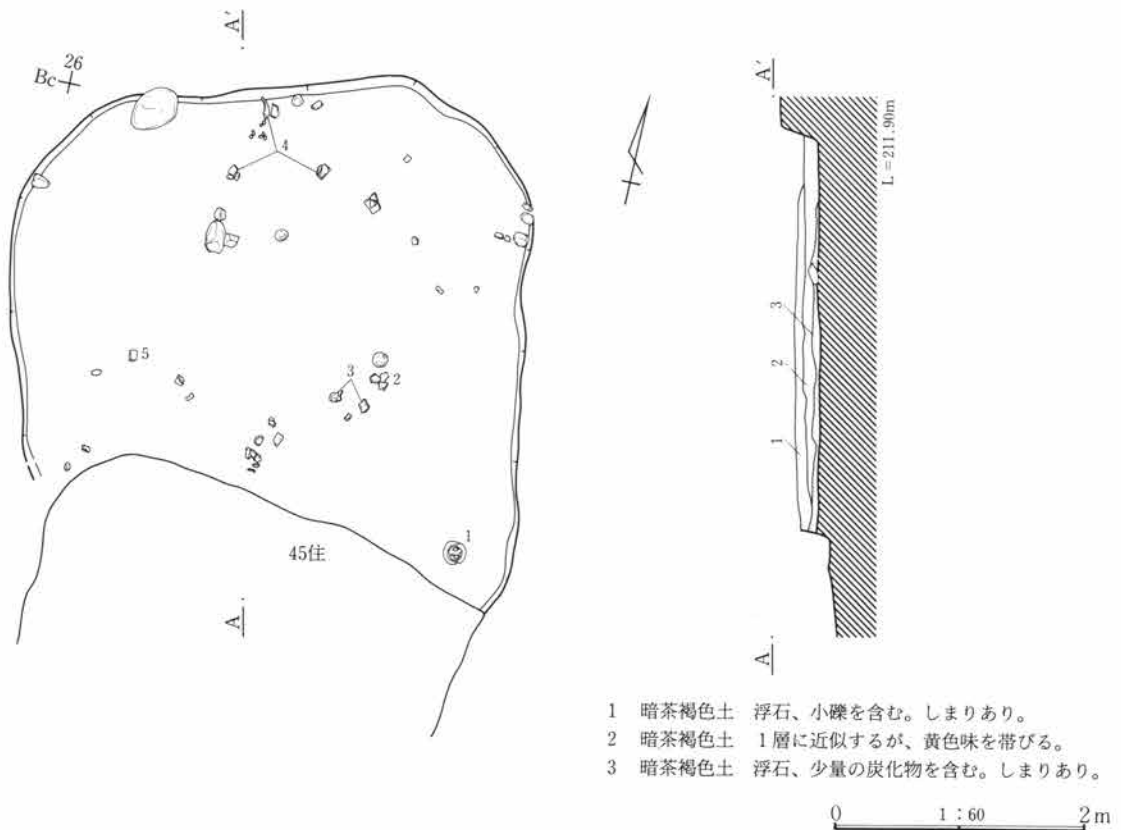 A'
26
Bc
4
5
3
2
1
45住
A
A'
L=211.90m
3
2
1
A
1 暗茶褐色土 浮石、小礫を含む。しまりあり。
2 暗茶褐色土 1層に近似するが、黄色味を帯びる。
3 暗茶褐色土 浮石、少量の炭化物を含む。しまりあり。
0 1:60 2m